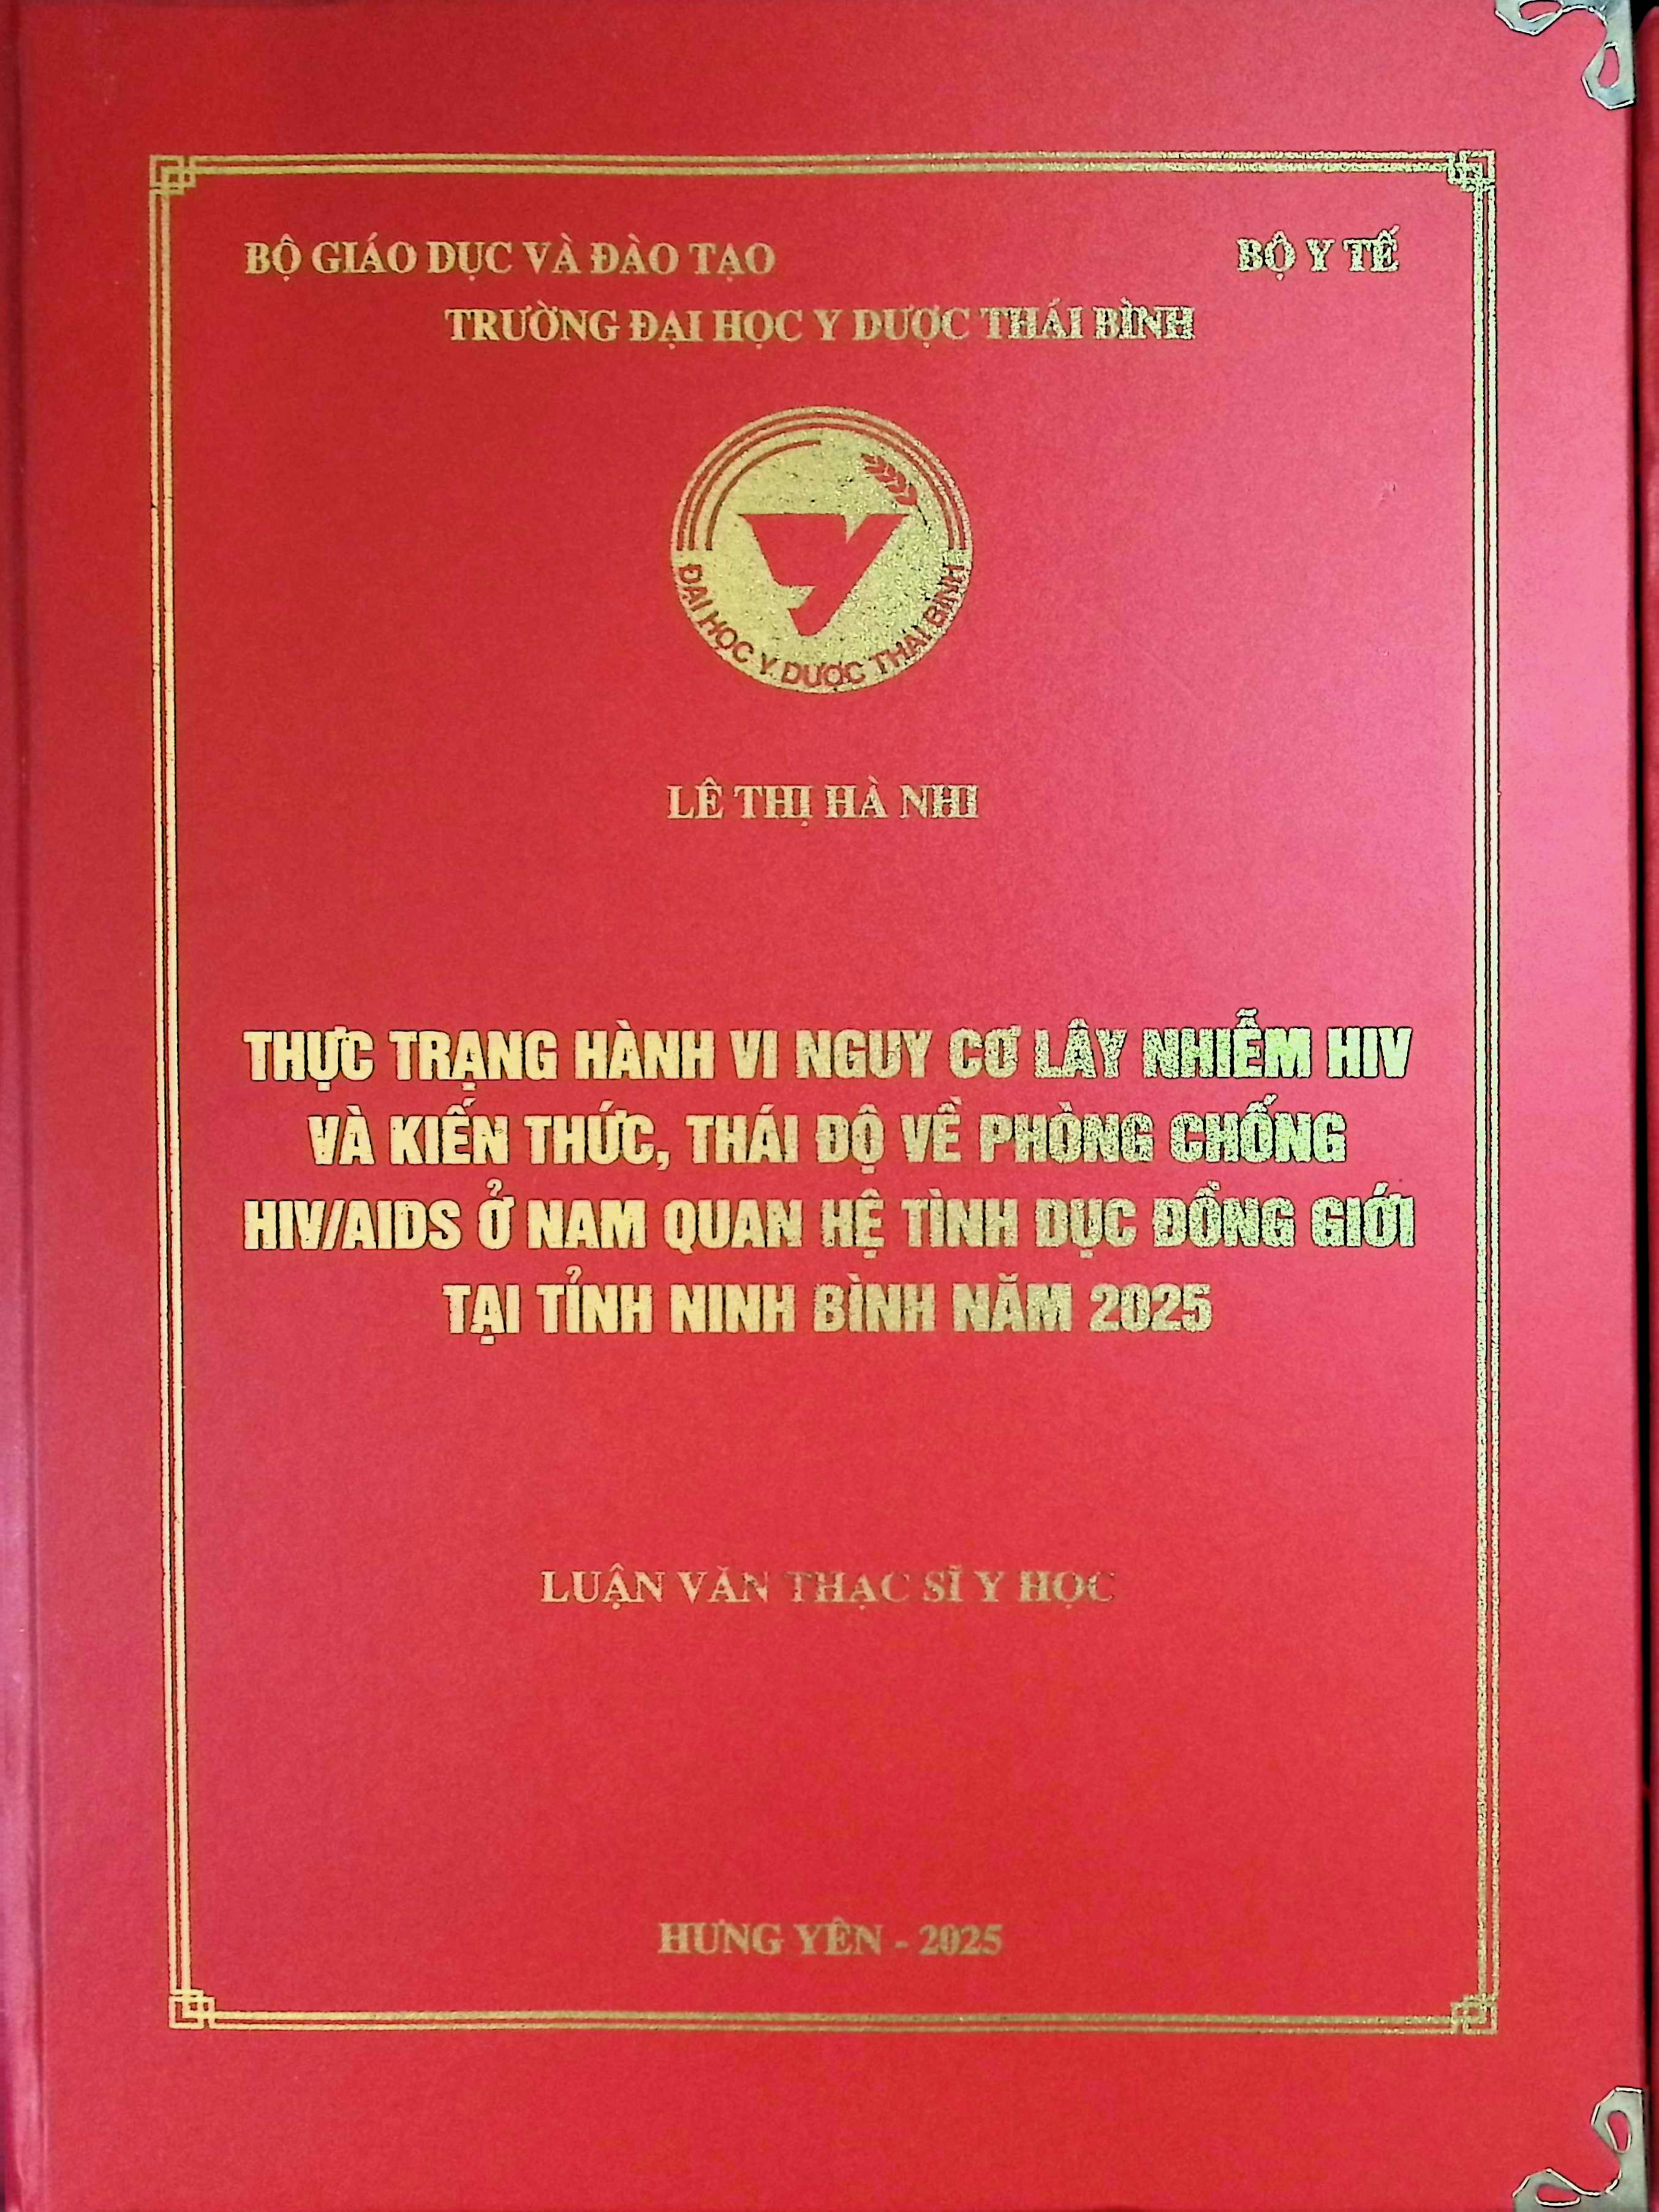 BỘ GIÁO DỤC VÀ ĐÀO TẠO BỘ Y TẾ
TRƯỜNG ĐẠI HỌC Y DƯỢC THÁI BÌNH
ĐẠI HỌC Y DƯỢC THÁI BÌNH
LÊ THỊ HÀ NHI
THỰC TRẠNG HÀNH VI NGUY CƠ LÂY NHIỄM HIV
VÀ KIẾN THỨC, THÁI ĐỘ VỀ PHÒNG CHỐNG
HIV/AIDS Ở NAM QUAN HỆ TÌNH DỤC ĐỒNG GIỚI
TẠI TỈNH NINH BÌNH NĂM 2025
LUẬN VĂN THẠC SĨ Y HỌC
HƯNG YÊN - 2025